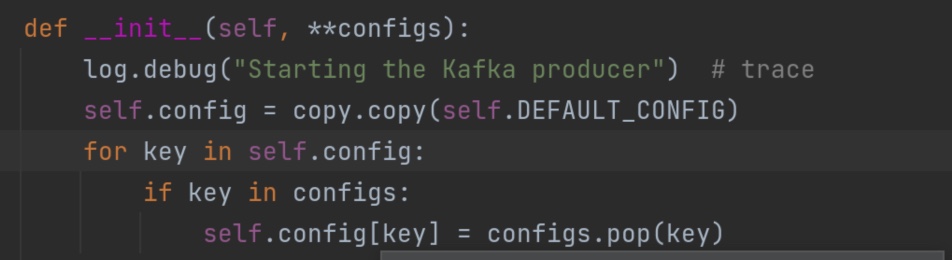 def __init__(self, **configs):
    log.debug("Starting the Kafka producer")  # trace
    self.config = copy.copy(self.DEFAULT_CONFIG)
    for key in self.config:
        if key in configs:
            self.config[key] = configs.pop(key)